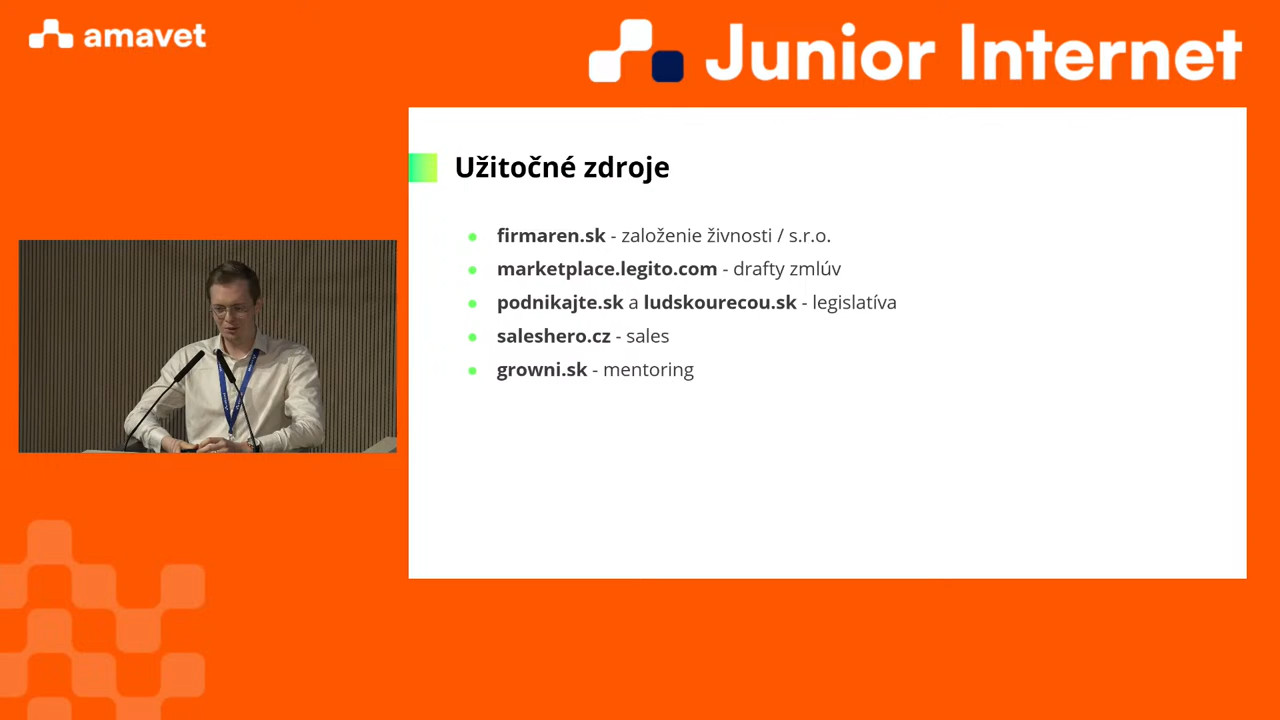 amavet
Junior Internet
Užitočné zdroje
firmaren.sk - založenie živnosti / s.r.o.
marketplace.legito.com - drafty zmlúv
podnikajte.sk a ludskourecou.sk - legislatíva
saleshero.cz - sales
growni.sk - mentoring